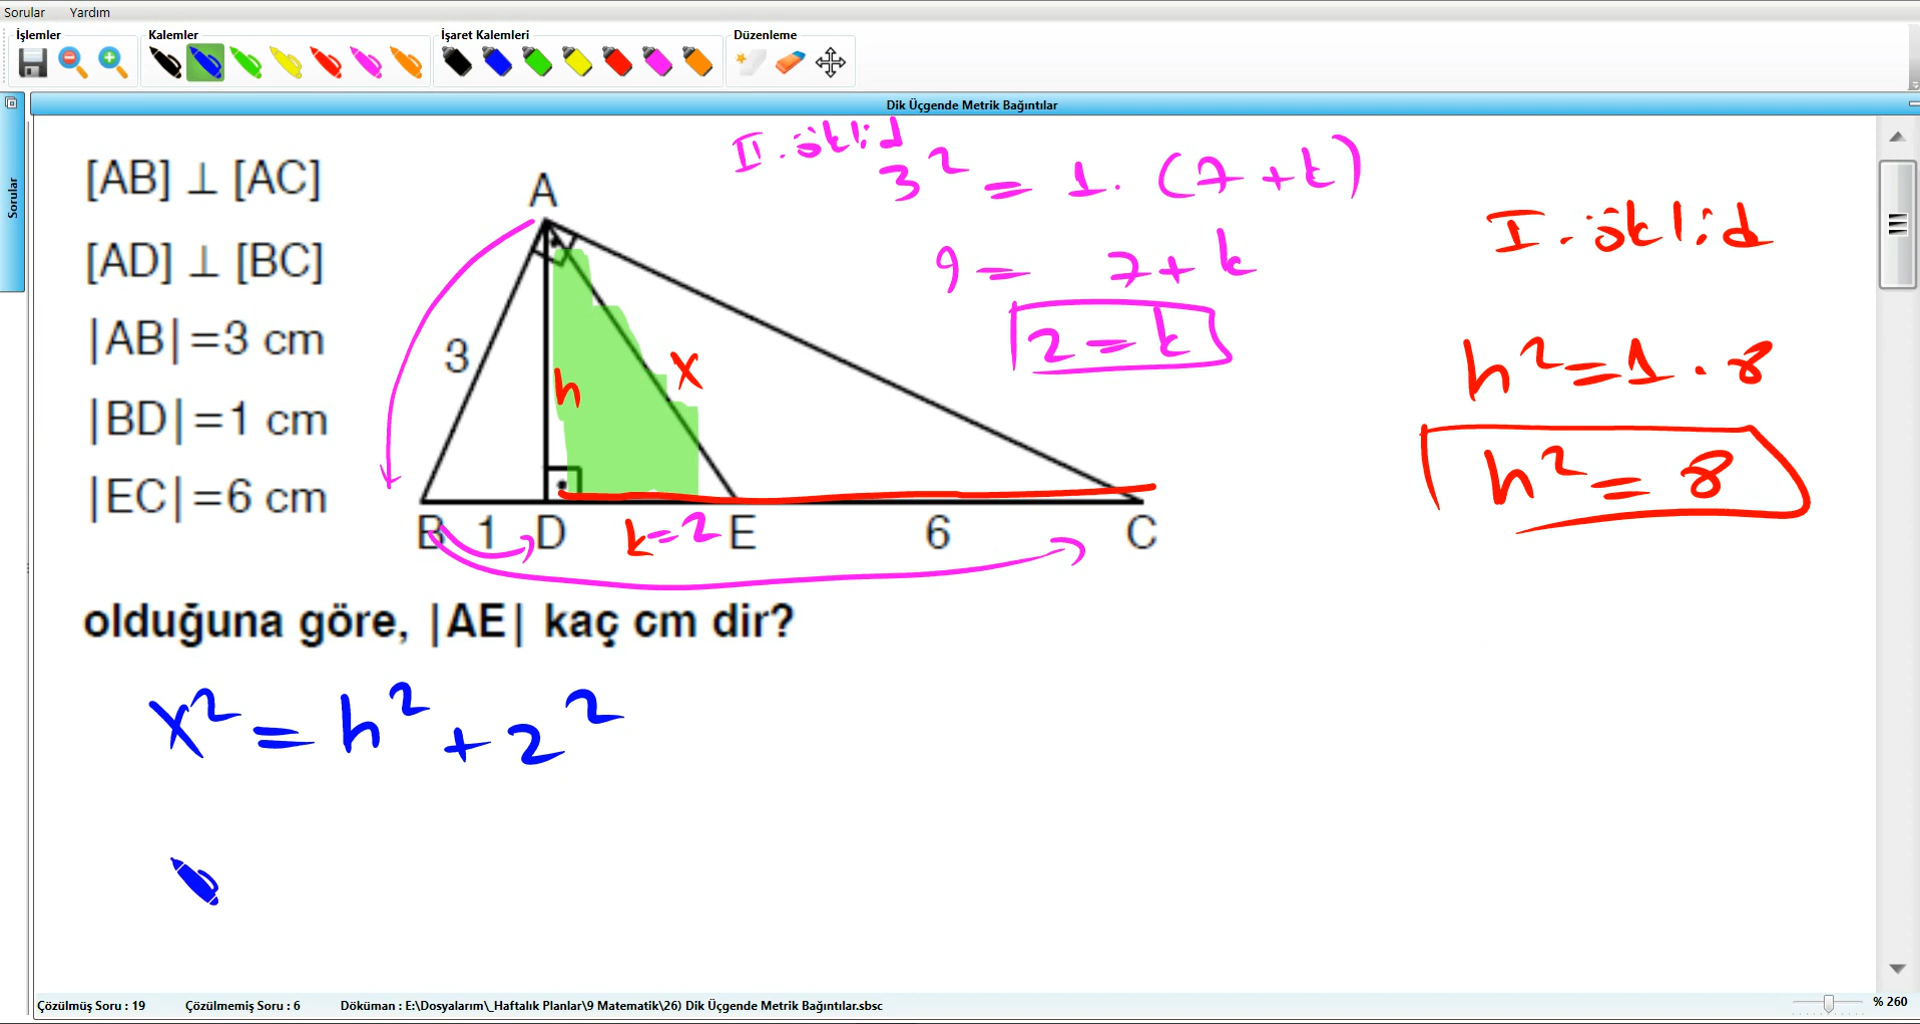 Sorular Yardım
İşlemler Kalemler İşaret Kalemleri Düzenleme
Dik Üçgende Metrik Bağıntılar
Sorular
[AB] ⊥ [AC]
[AD] ⊥ [BC]
|AB|=3 cm
|BD|=1 cm
|EC|=6 cm
A
3
h
x
B 1 D k=2 E 6 C
II. öklid
3² = 1. (7+k)
9 = 7+k
2 = k
I. öklid
h²=1.8
h² = 8
olduğuna göre, |AE| kaç cm dir?
x² = h² + 2²
Çözülmüş Soru : 19 Çözülmemiş Soru : 6 Döküman : E:\Dosyalarım\_Haftalık Planlar\9 Matematik\26) Dik Üçgende Metrik Bağıntılar.sbsc % 260